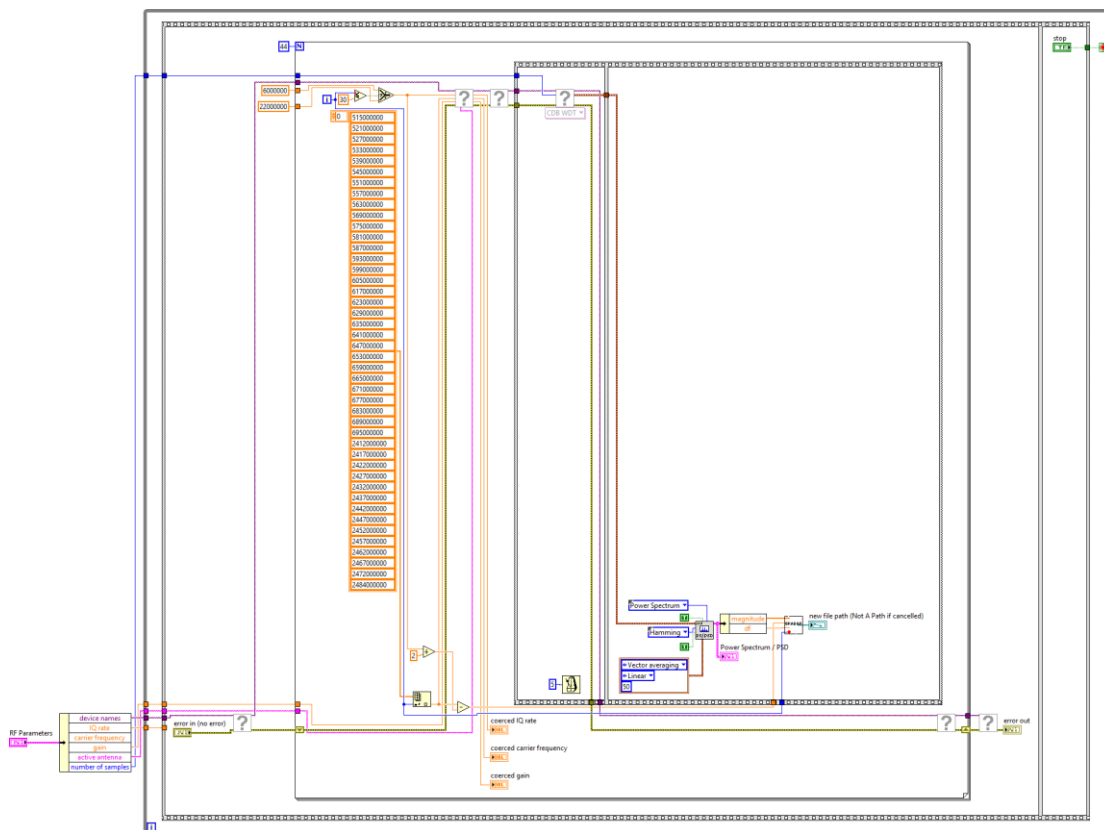 stop
TF
44
N
6000000
22000000
i
30
0
0
?
?
?
CDB WDT
515000000
521000000
527000000
533000000
539000000
545000000
551000000
557000000
563000000
569000000
575000000
581000000
587000000
593000000
599000000
605000000
617000000
623000000
629000000
635000000
641000000
647000000
653000000
659000000
665000000
671000000
677000000
683000000
689000000
695000000
2412000000
2417000000
2422000000
2427000000
2432000000
2437000000
2442000000
2447000000
2452000000
2457000000
2462000000
2467000000
2472000000
2484000000
Power Spectrum
magnitude
df
new file path (Not A Path if cancelled)
Hamming
Power Spectrum / PSD
2
Vector averaging
Linear
50
5
RF Parameters
device names
IQ rate
carrier frequency
gain
active antenna
number of samples
error in (no error)
?
coerced IQ rate
coerced carrier frequency
coerced gain
?
?
error out
i